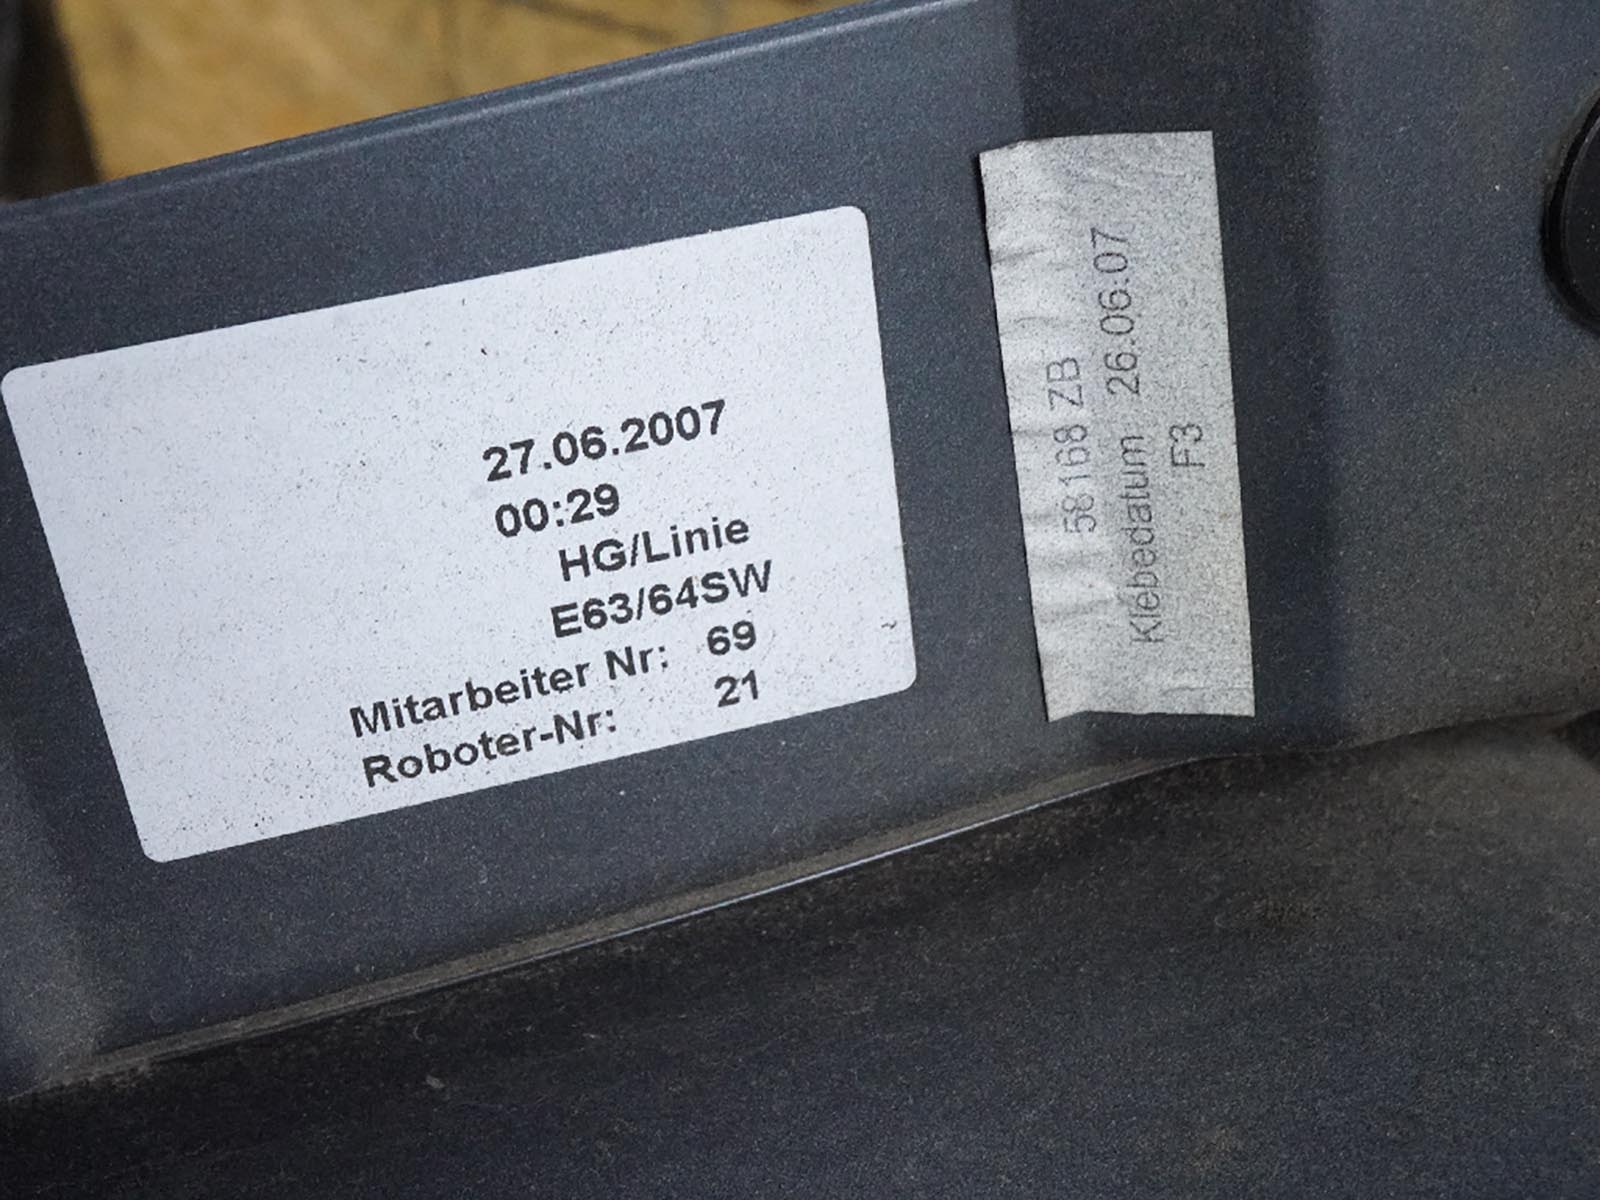 27.06.2007
00:29
HG/Linie
E63/64SW
Mitarbeiter Nr: 69
Roboter-Nr: 21
58168 ZB
Klebedatum 26.06.07
F3